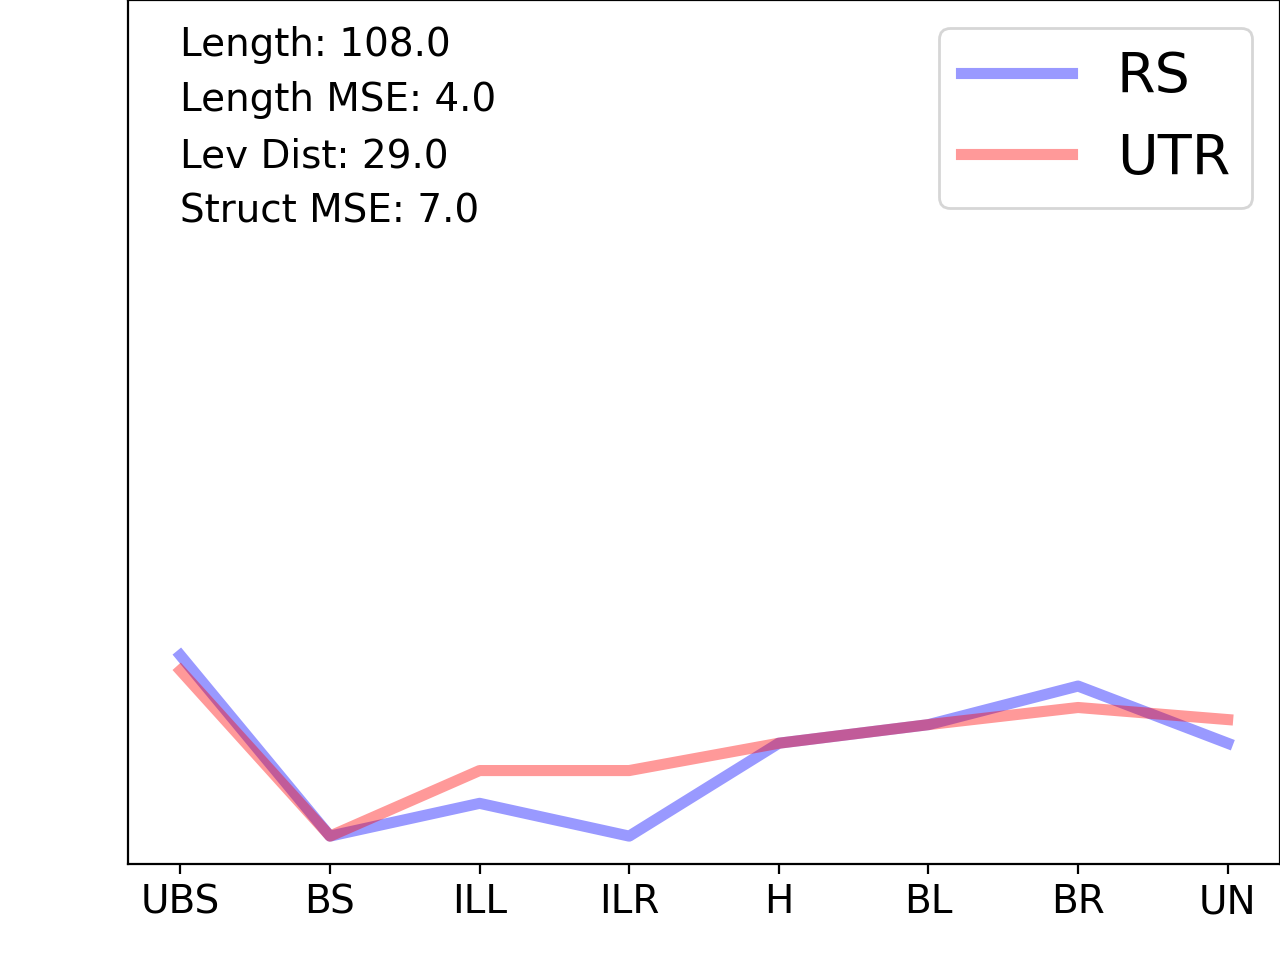 Length: 108.0
Length MSE: 4.0
Lev Dist: 29.0
Struct MSE: 7.0
RS
UTR
UBS BS ILL ILR H BL BR UN